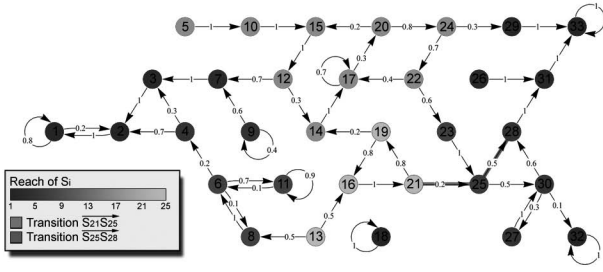 5 1 10 1 15 0.2 20 0.8 24 0.3 29 1 33 1
1 0.3 0.7 1
3 1 7 0.7 12 0.7 17 0.4 22 26 1 31
1 0.3 0.6 0.3 1 0.6 1
0.8 1 0.2 1 2 0.7 4 9 0.4 14 0.2 19 23 28
0.2 0.8 0.8 1 0.5 0.6
6 0.7 0.1 11 0.9 16 1 21 0.2 25 0.5 30
0.1 1 0.5 1 0.3 0.1
8 0.5 13 1 18 27 32 1
Reach of Si
1 5 9 13 17 21 25
Transition S21S25
Transition S25S28